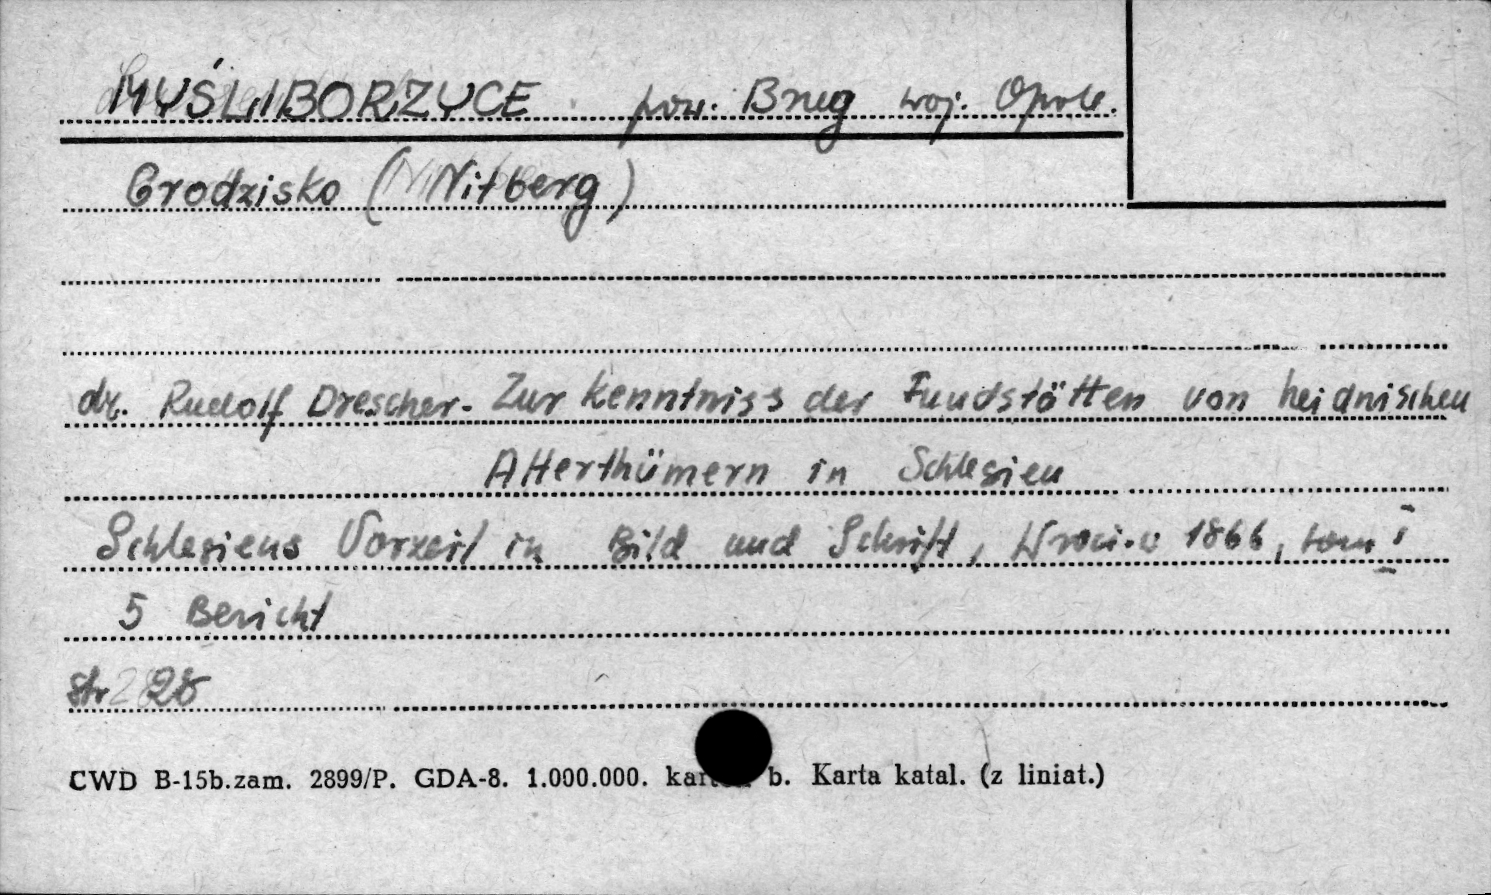 MYŚLIBORZYCE pow. Brzeg woj. Opole.
Grodzisko (Nitberg)
dr. Rudolf Drescher. Zur Kenntniss der Fundstätten von heidnischen
Alterthümern in Schlesien
Schlesiens Vorzeit in Bild und Schrift, 1866, tom I
5 Bericht
str 28
CWD B-15b.zam. 2899/P. GDA-8. 1.000.000. b. Karta katal. (z liniat.)